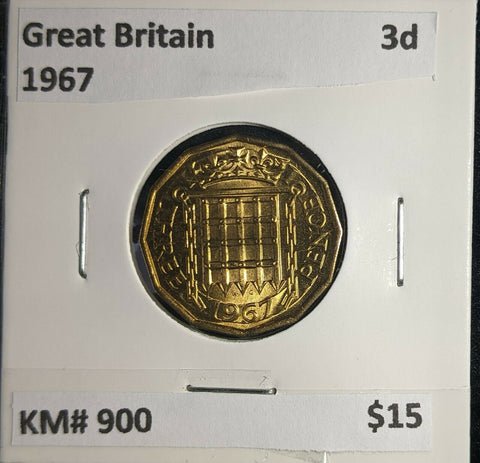 Great Britain 3d
1967
THREE PENCE
1967
KM# 900 $15